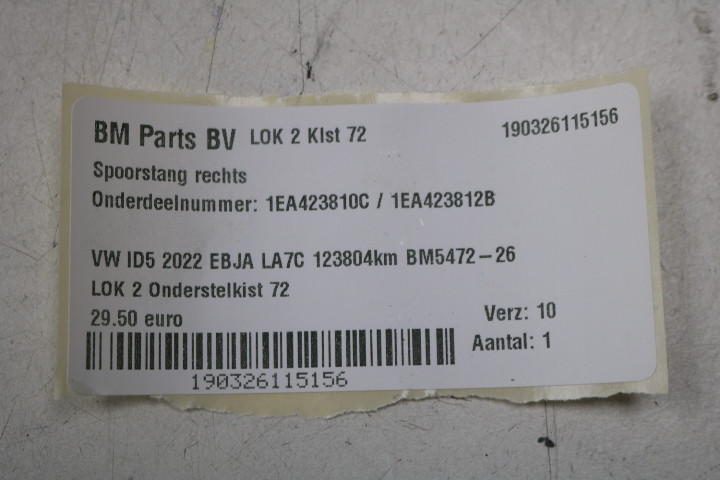 BM Parts BV LOK 2 Klst 72 190326115156
Spoorstang rechts
Onderdeelnummer: 1EA423810C / 1EA423812B
VW ID5 2022 EBJA LA7C 123804km BM5472-26
LOK 2 Onderstelkist 72
29.50 euro
Verz: 10
Aantal: 1
190326115156